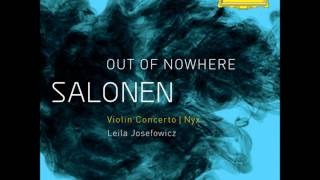 OUT OF NOWHERE
SALONEN
Violin Concerto | Nyx
Leila Josefowicz